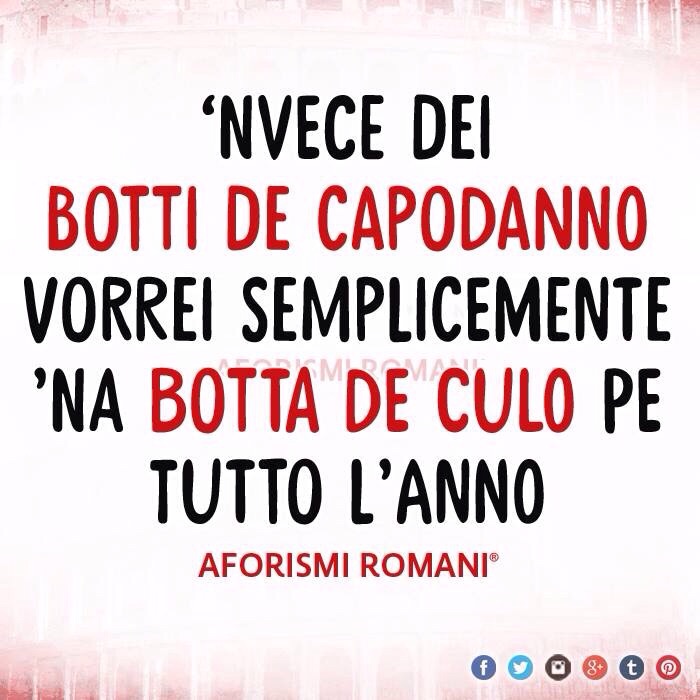 ‘NVECE DEI
BOTTI DE CAPODANNO
VORREI SEMPLICEMENTE
AFORISMI ROMANI
’NA BOTTA DE CULO PE
TUTTO L’ANNO
AFORISMI ROMANI®